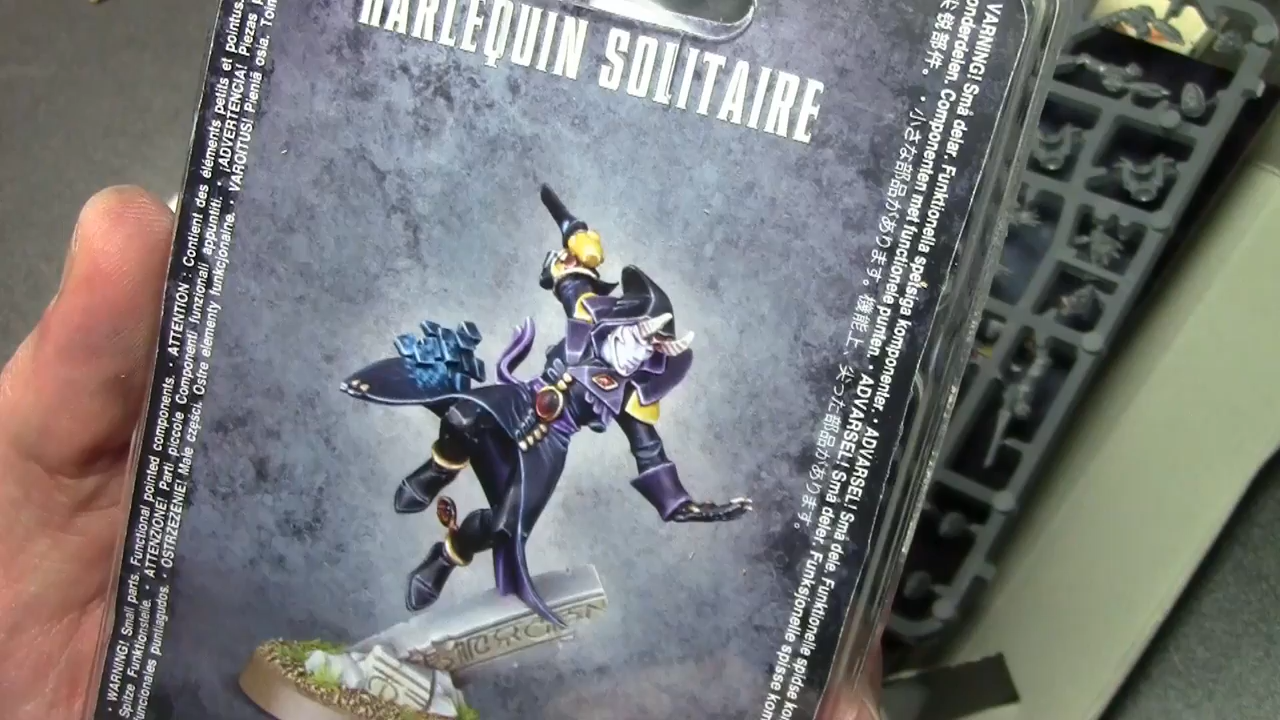 HARLEQUIN SOLITAIRE
• WARNING! Small parts. Functional pointed components. • ATTENTION : Contient des éléments petits et pointus.
Spitze Funktionsteile. • ATTENZIONE! Parti piccole Componenti funzionali appuntiti. • ¡ADVERTENCIA! Piezas
funcionales puntiagudos. • OSTRZEZENIE! Małe części. Ostre elementy funkcjonalne. • VAROITUS! Pieniä osia.
WARNING! Små delar. Funktionella spetsiga komponenter. • ADVARSEL! Små dele. Funktionelle spidse
onderdelen. Componenten met functionele punten. • ADVARSEL! Små deler. Funksjonelle spisse
部件。 • 小さな部品があります。機能上、尖った部品があります。